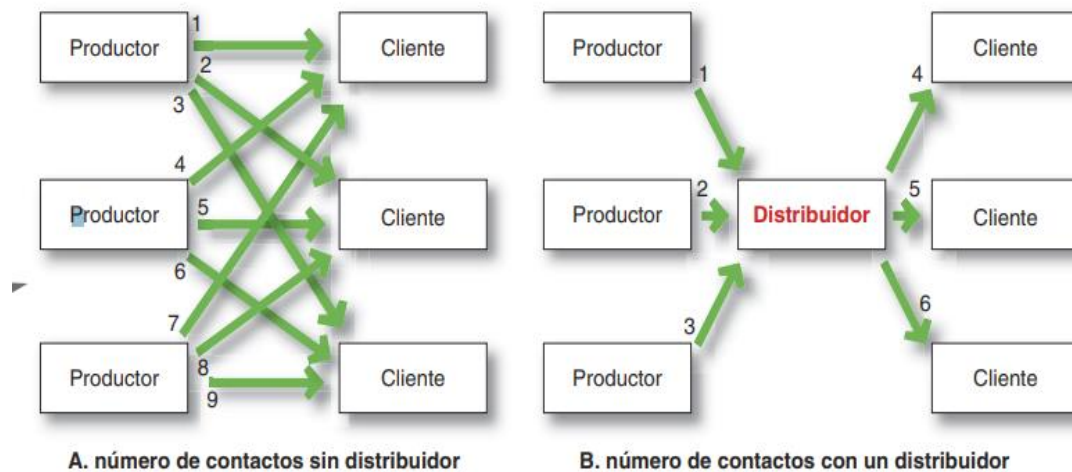 Productor
1
2
3
Cliente
Productor
4
5
6
Cliente
Productor
7
8
9
Cliente
A. número de contactos sin distribuidor
Productor
1
4
Cliente
Productor
2
Distribuidor
5
Cliente
Productor
3
6
Cliente
B. número de contactos con un distribuidor